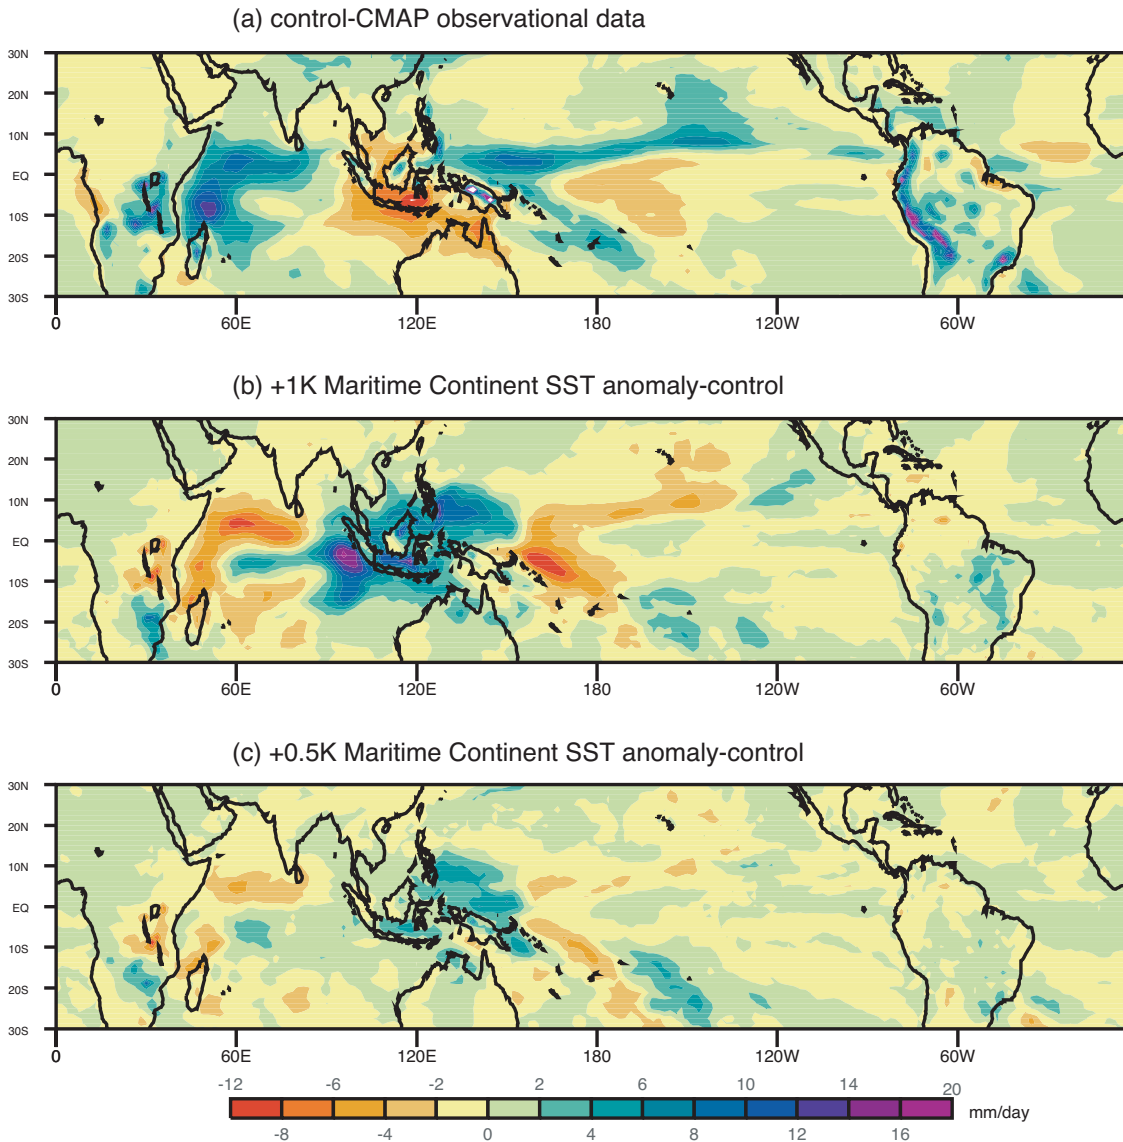 (a) control-CMAP observational data
30N
20N
10N
EQ
10S
20S
30S
0 60E 120E 180 120W 60W
(b) +1K Maritime Continent SST anomaly-control
30N
20N
10N
EQ
10S
20S
30S
0 60E 120E 180 120W 60W
(c) +0.5K Maritime Continent SST anomaly-control
30N
20N
10N
EQ
10S
20S
30S
0 60E 120E 180 120W 60W
-12 -6 -2 2 6 10 14 20
mm/day
-8 -4 0 4 8 12 16